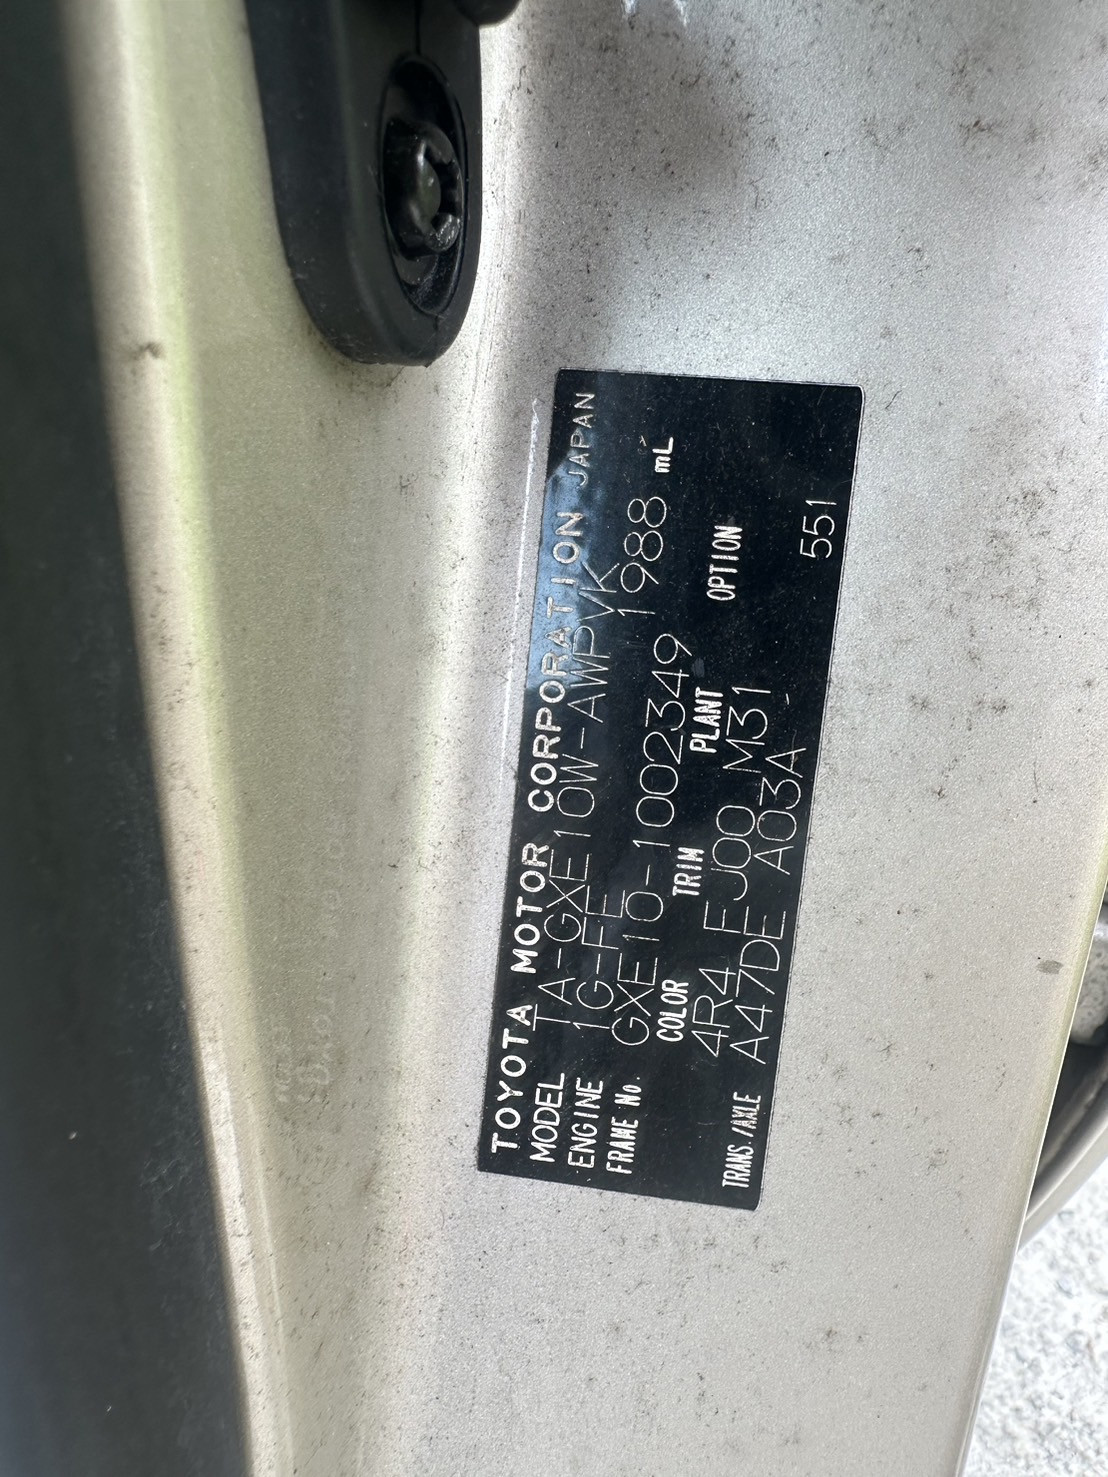 TOYOTA MOTOR CORPORATION JAPAN
MODEL TA-GXE10W-AWPVK
ENGINE 1G-FE 1988 mL
FRAME No. GXE10-1002349
COLOR TRIM PLANT OPTION
4R4 FJ00 M31
TRANS./AXLE A47DE A03A 551